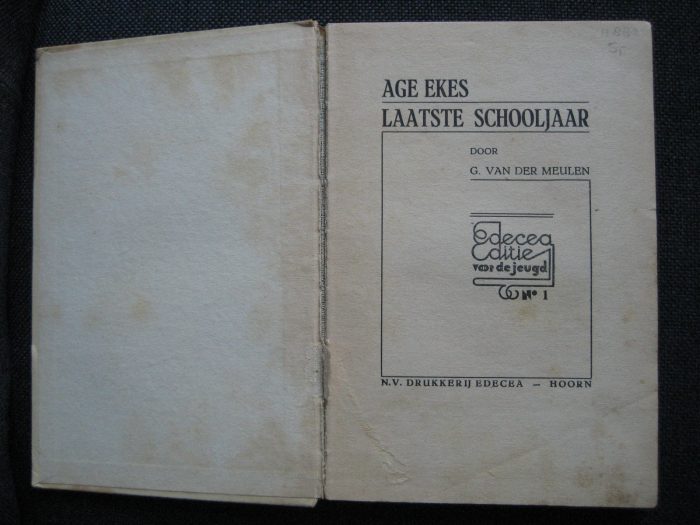 AGE EKES
LAATSTE SCHOOLJAAR
DOOR
G. VAN DER MEULEN
Edecea
Editie
voor de jeugd
No 1
N.V. DRUKKERIJ EDECEA — HOORN